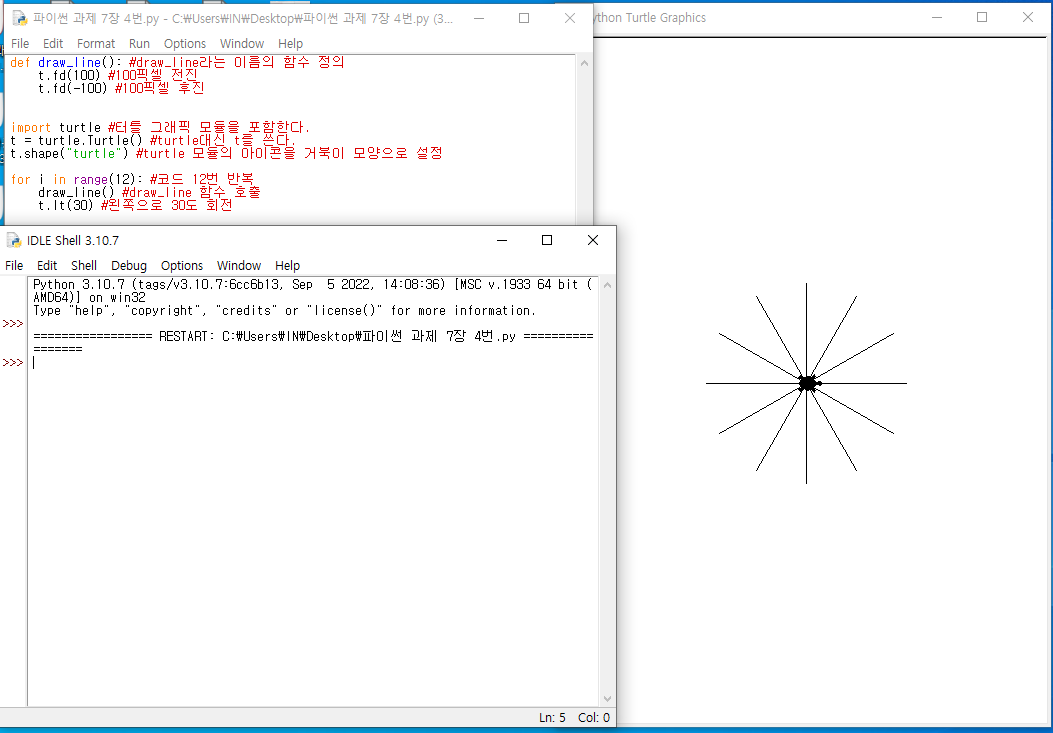 파이썬 과제 7장 4번.py - C:₩Users₩IN₩Desktop₩파이썬 과제 7장 4번.py (3...
File Edit Format Run Options Window Help
def draw_line(): #draw_line라는 이름의 함수 정의
    t.fd(100) #100픽셀 전진
    t.fd(-100) #100픽셀 후진
import turtle #터틀 그래픽 모듈을 포함한다.
t = turtle.Turtle() #turtle대신 t를 쓴다.
t.shape("turtle") #turtle 모듈의 아이콘을 거북이 모양으로 설정
for i in range(12): #코드 12번 반복
    draw_line() #draw_line 함수 호출
    t.lt(30) #왼쪽으로 30도 회전
ython Turtle Graphics
IDLE Shell 3.10.7
File Edit Shell Debug Options Window Help
Python 3.10.7 (tags/v3.10.7:6cc6b13, Sep  5 2022, 14:08:36) [MSC v.1933 64 bit (
AMD64)] on win32
Type "help", "copyright", "credits" or "license()" for more information.
>>>
================= RESTART: C:₩Users₩IN₩Desktop₩파이썬 과제 7장 4번.py ==========
=======
>>>
Ln: 5 Col: 0